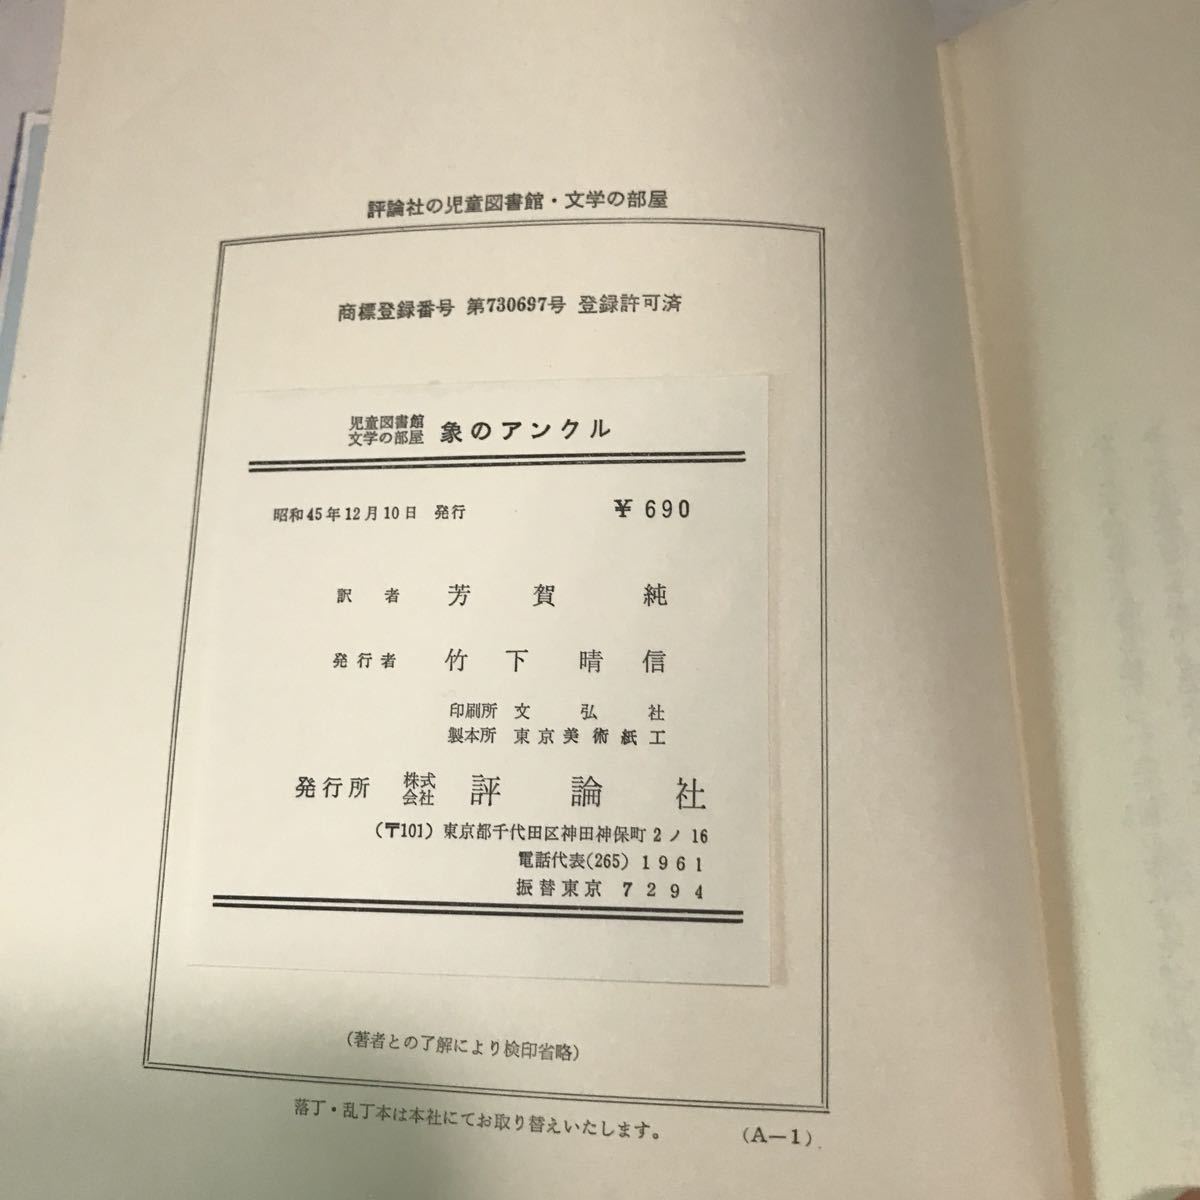 評論社の児童図書館・文学の部屋
商標登録番号 第730697号 登録許可済
児童図書館
文学の部屋 象のアンクル
昭和45年12月10日 発行 ¥690
訳者 芳賀純
発行者 竹下晴信
印刷所 文弘社
製本所 東京美術紙工
発行所 株式会社 評論社
(〒101) 東京都千代田区神田神保町2ノ16
電話代表(265) 1961
振替東京 7294
(著者との了解により検印省略)
落丁・乱丁本は本社にてお取り替えいたします。 (A-1)